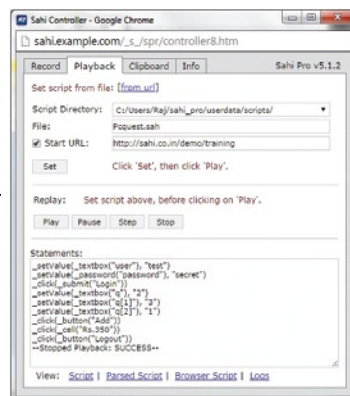 Sahi Controller - Google Chrome
sahi.example.com/_s_/spr/controller8.htm
Record Playback Clipboard Info Sahi Pro v5.1.2
Set script from file: [from url]
Script Directory: C:/Users/Raj/sahi_pro/userdata/scripts/
File: Poquest.sah
Start URL: http://sahi.co.in/demo/training
Set Click 'Set', then click 'Play'.
Replay: Set script above, before clicking on 'Play'.
Play Pause Step Stop
Statements:
_setValue(_textbox("user"), "test")
_setValue(_password("password"), "secret")
_click(_submit("Login"))
_setValue(_textbox("q"), "2")
_setValue(_textbox("q[1]"), "3")
_setValue(_textbox("q[2]"), "1")
_click(_button("Add"))
_click(_cell("Rs.350"))
_click(_button("Logout"))
--Stopped Playback: SUCCESS--
View: Script | Parsed Script | Browser Script | Logs